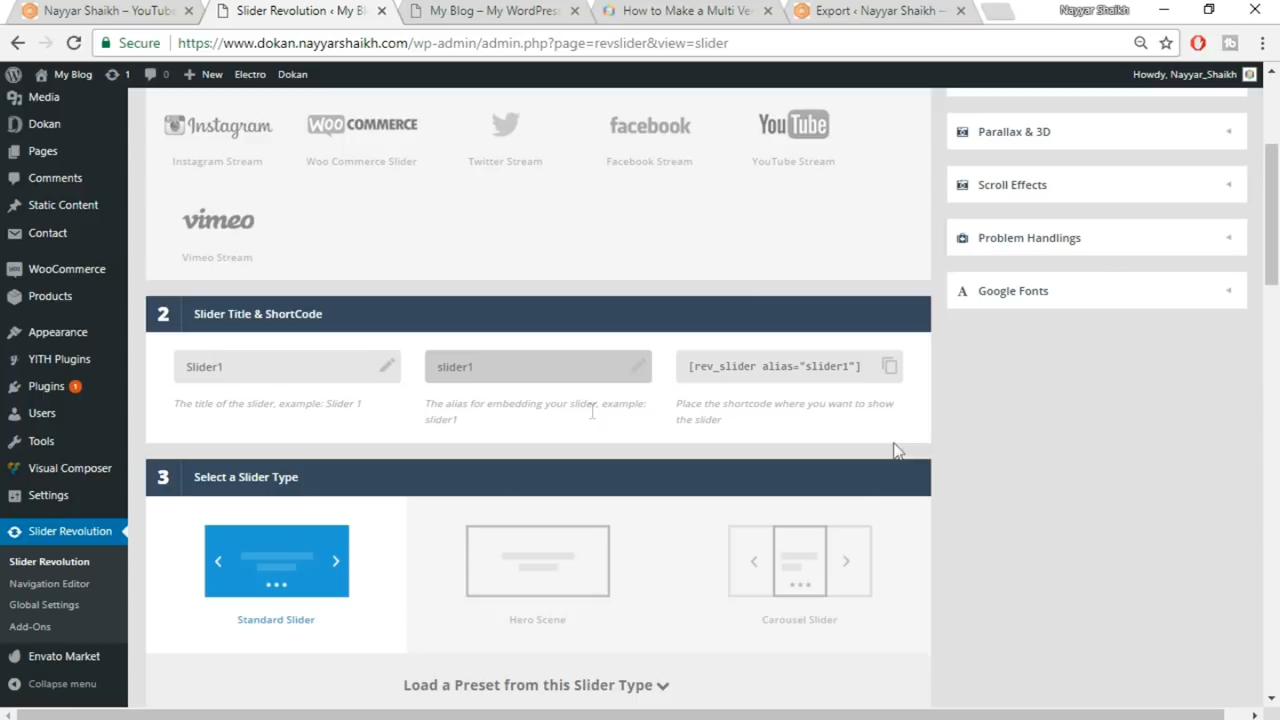 Nayyar Shaikh – YouTube
Slider Revolution ‹ My Bl
My Blog – My WordPress
How to Make a Multi Ve
Export ‹ Nayyar Shaikh —
Nayyar Shaikh
Secure
https://www.dokan.nayyarshaikh.com/wp-admin/admin.php?page=revslider&view=slider
My Blog
1
0
New
Electro
Dokan
Howdy, Nayyar_Shaikh
Media
Dokan
Pages
Comments
Static Content
Contact
WooCommerce
Products
Appearance
YITH Plugins
Plugins 1
Users
Tools
Visual Composer
Settings
Slider Revolution
Slider Revolution
Navigation Editor
Global Settings
Add-Ons
Envato Market
Collapse menu
Instagram
WOO COMMERCE
facebook
YouTube
Instagram Stream
Woo Commerce Slider
Twitter Stream
Facebook Stream
YouTube Stream
vimeo
Vimeo Stream
2 Slider Title & ShortCode
Slider1
slider1
[rev_slider alias="slider1"]
The title of the slider, example: Slider 1
The alias for embedding your slider, example:
slider1
Place the shortcode where you want to show
the slider
3 Select a Slider Type
Standard Slider
Hero Scene
Carousel Slider
Load a Preset from this Slider Type
Parallax & 3D
Scroll Effects
Problem Handlings
A Google Fonts